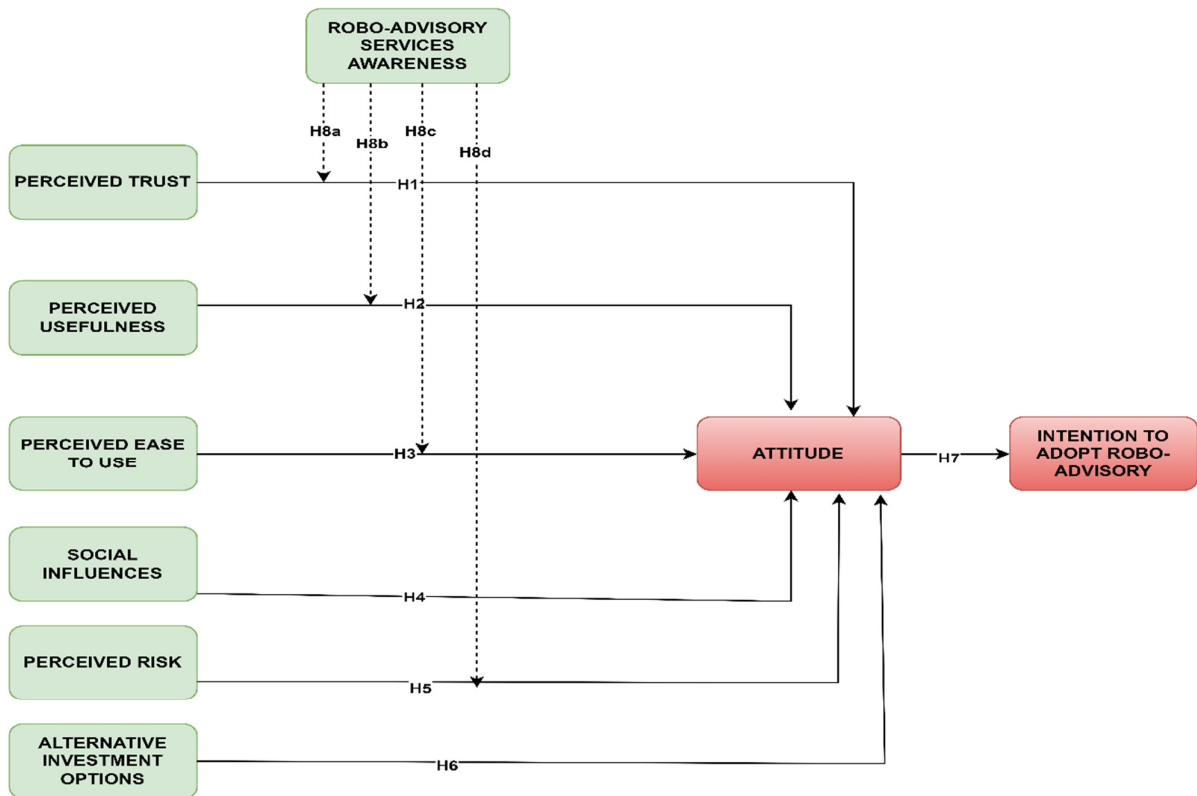 ROBO-ADVISORY
SERVICES
AWARENESS
H8a
H8b
H8c
H8d
PERCEIVED TRUST
H1
PERCEIVED
USEFULNESS
H2
PERCEIVED EASE
TO USE
H3
ATTITUDE
H7
INTENTION TO
ADOPT ROBO-
ADVISORY
SOCIAL
INFLUENCES
H4
PERCEIVED RISK
H5
ALTERNATIVE
INVESTMENT
OPTIONS
H6